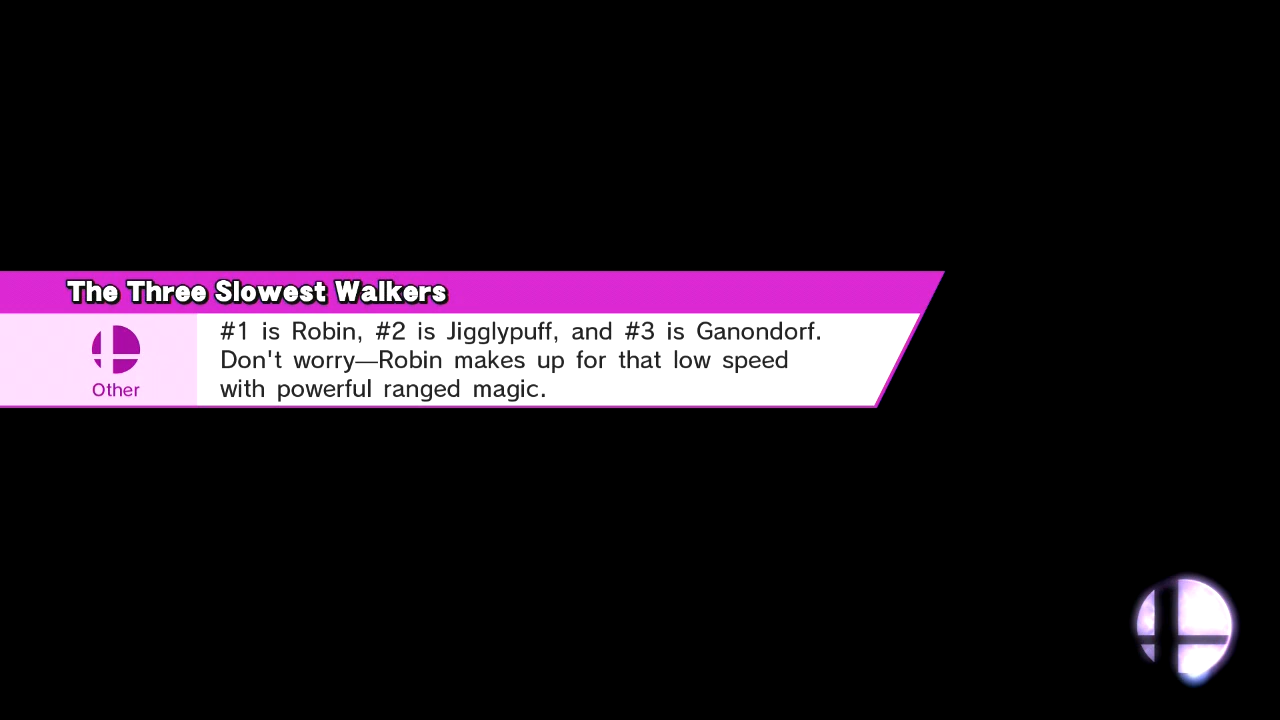 The Three Slowest Walkers
#1 is Robin, #2 is Jigglypuff, and #3 is Ganondorf.
Don't worry—Robin makes up for that low speed
with powerful ranged magic.
Other